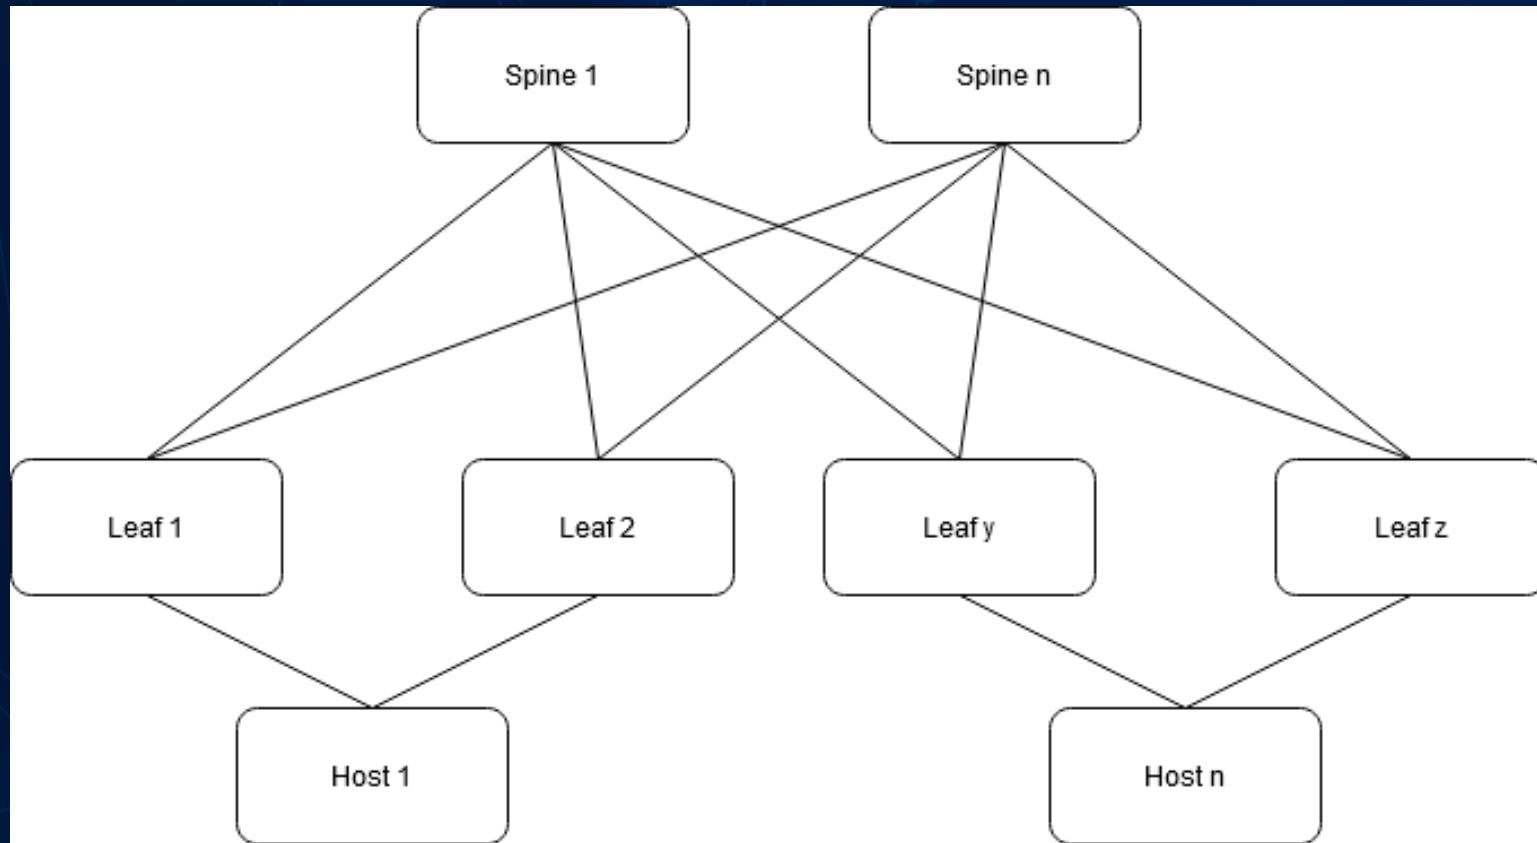 Spine 1
Spine n
Leaf 1
Leaf 2
Leaf y
Leaf z
Host 1
Host n